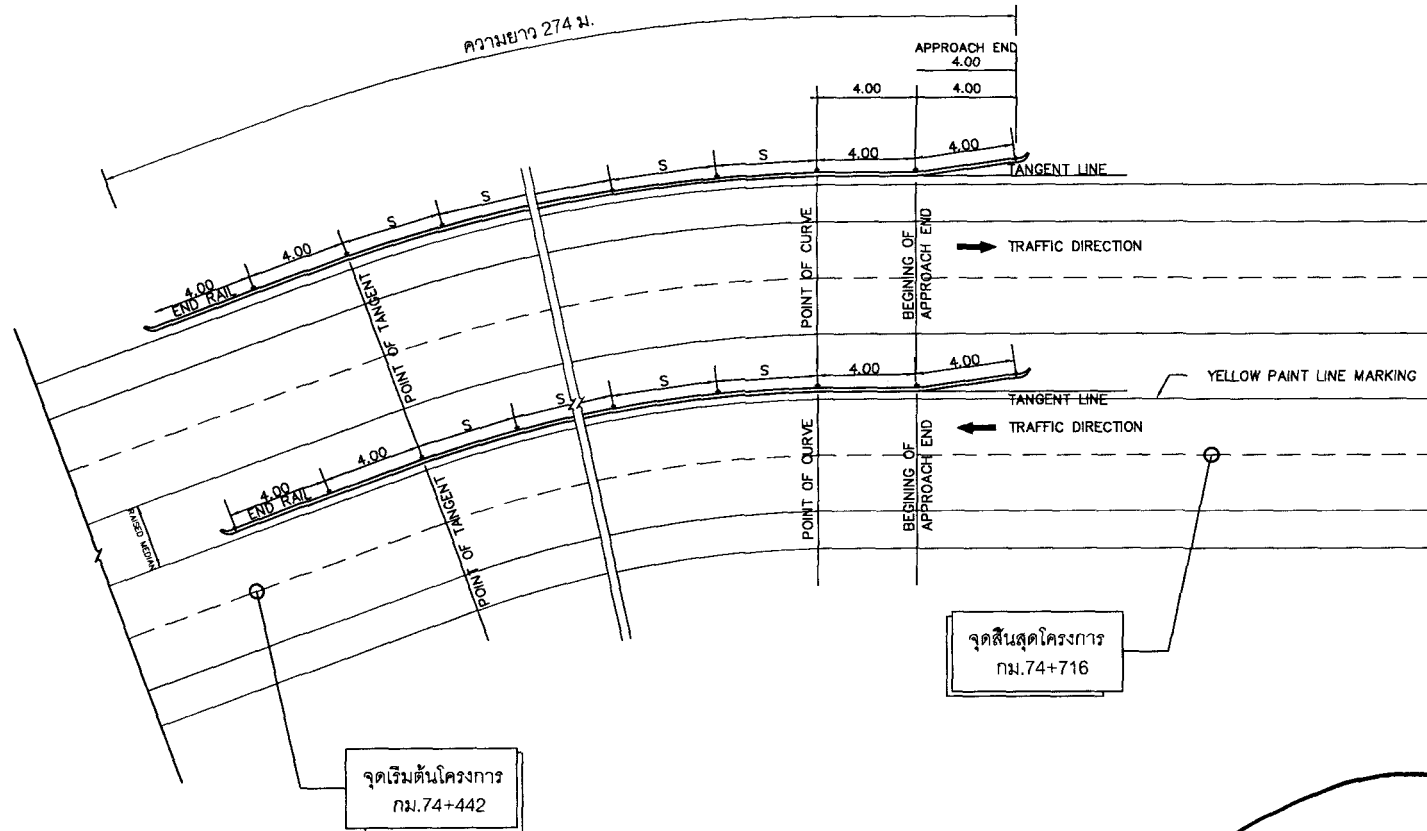 ความยาว 274 ม.
APPROACH END
4.00
4.00
4.00
S
S
4.00
4.00
TANGENT LINE
S
S
4.00
4.00
END RAIL
POINT OF TANGENT
POINT OF CURVE
BEGINING OF
APPROACH END
TRAFFIC DIRECTION
S
S
4.00
4.00
TANGENT LINE
YELLOW PAINT LINE MARKING
S
S
4.00
4.00
END RAIL
RAISED MEDIAN
POINT OF TANGENT
POINT OF CURVE
BEGINING OF
APPROACH END
TRAFFIC DIRECTION
จุดสิ้นสุดโครงการ
กม.74+716
จุดเริ่มต้นโครงการ
กม.74+442